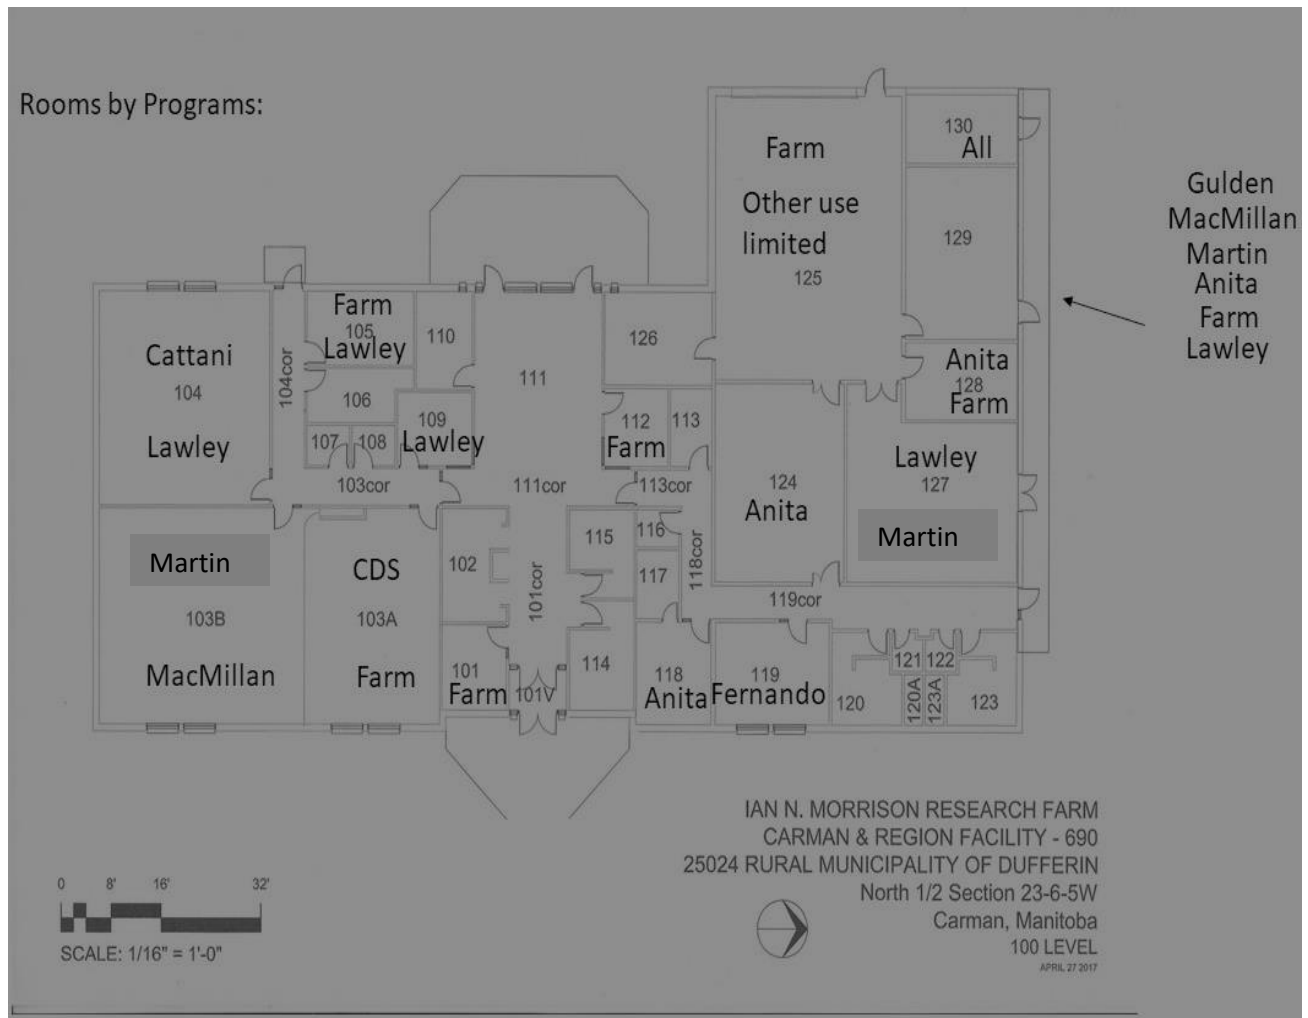 Rooms by Programs:
Farm
Other use
limited
125
130
All
129
Gulden
MacMillan
Martin
Anita
Farm
Lawley
Cattani
104
Lawley
104cor
Farm
105
Lawley
106
107
108
109
Lawley
110
111
126
112
Farm
113
Anita
128
Farm
124
Anita
Lawley
127
Martin
103cor
111cor
113cor
Martin
103B
MacMillan
CDS
103A
Farm
102
101cor
115
116
117
118cor
119cor
101
Farm
101V
114
118
Anita
119
Fernando
120
121
122
120A
123A
123
IAN N. MORRISON RESEARCH FARM
CARMAN & REGION FACILITY - 690
25024 RURAL MUNICIPALITY OF DUFFERIN
North 1/2 Section 23-6-5W
Carman, Manitoba
100 LEVEL
APRIL 27 2017
0 8' 16' 32'
SCALE: 1/16" = 1'-0"